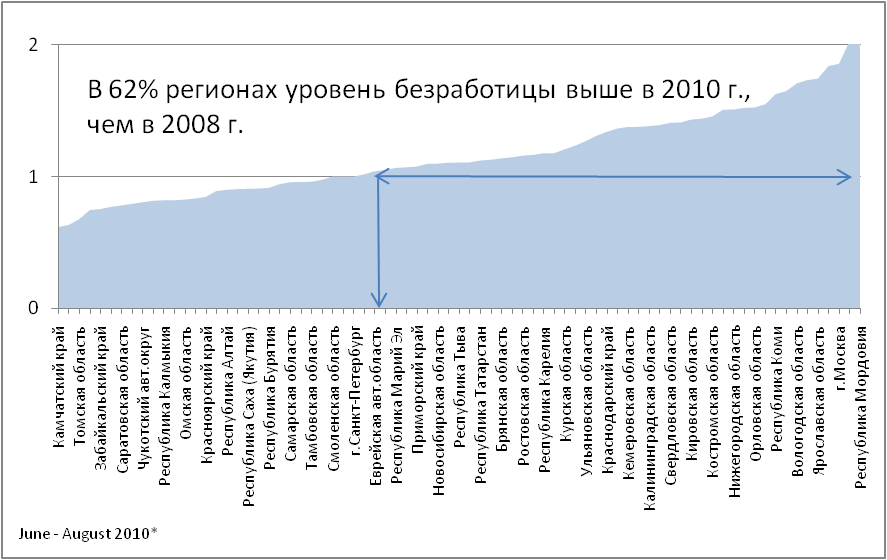 2
В 62% регионах уровень безработицы выше в 2010 г.,
чем в 2008 г.
1
0
Камчатский край
Томская область
Забайкальский край
Саратовская область
Чукотский авт.округ
Республика Калмыкия
Омская область
Красноярский край
Республика Алтай
Республика Саха (Якутия)
Республика Бурятия
Самарская область
Тамбовская область
Смоленская область
г.Санкт-Петербург
Еврейская авт.область
Республика Марий Эл
Приморский край
Новосибирская область
Республика Тыва
Республика Татарстан
Брянская область
Ростовская область
Республика Карелия
Курская область
Ульяновская область
Краснодарский край
Кемеровская область
Калининградская область
Свердловская область
Кировская область
Костромская область
Нижегородская область
Орловская область
Республика Коми
Вологодская область
Ярославская область
г.Москва
Республика Мордовия
June - August 2010*